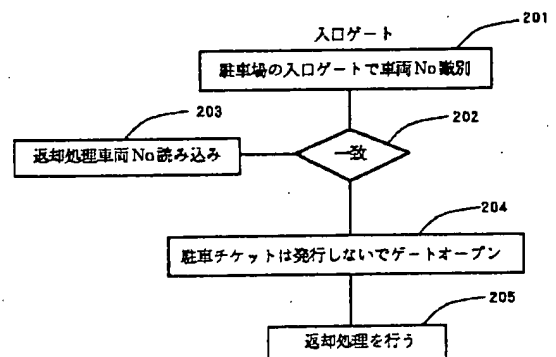 201
入口ゲート
駐車場の入口ゲートで車両No識別
203
202
返却処理車両No読み込み
一致
204
駐車チケットは発行しないでゲートオープン
205
返却処理を行う